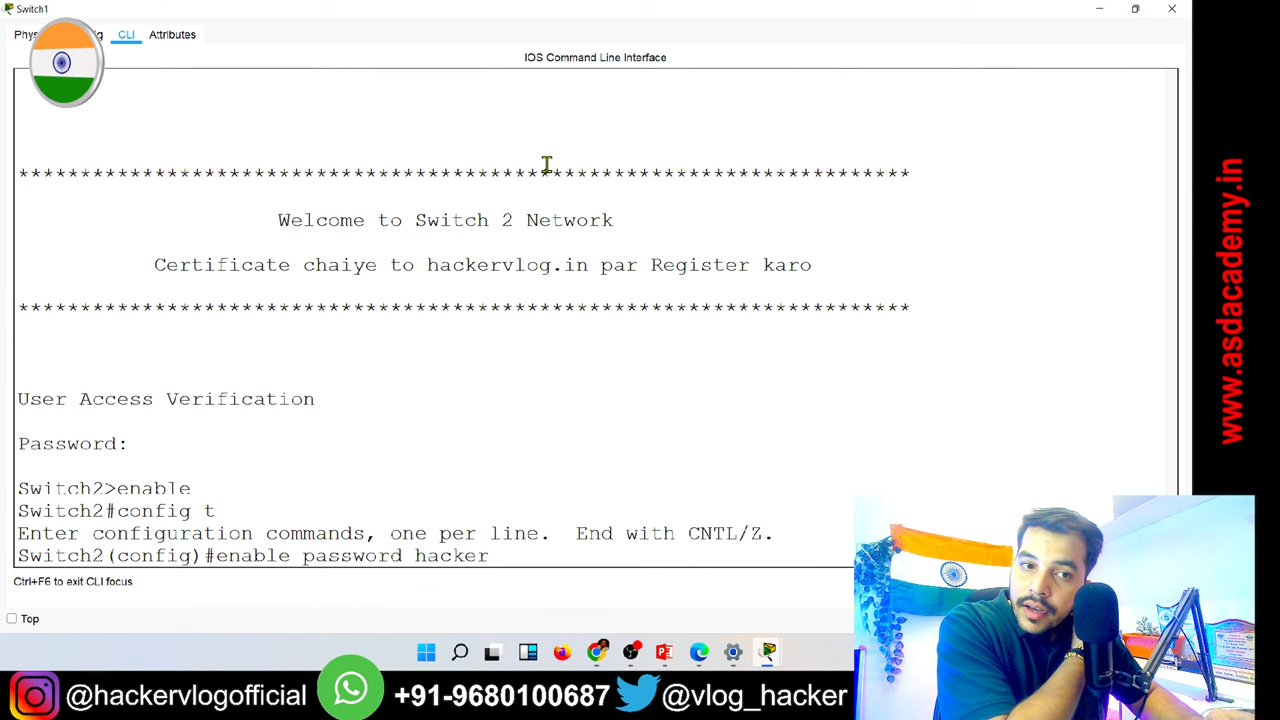 Switch1
Phys
g
CLI
Attributes
IOS Command Line Interface
*************************************************************************
Welcome to Switch 2 Network
Certificate chaiye to hackervlog.in par Register karo
*************************************************************************
User Access Verification
Password:
Switch2>enable
Switch2#config t
Enter configuration commands, one per line.  End with CNTL/Z.
Switch2(config)#enable password hacker
Ctrl+F6 to exit CLI focus
Top
www.asdacademy.in
@hackervlogofficial
+91-9680100687
@vlog_hacker